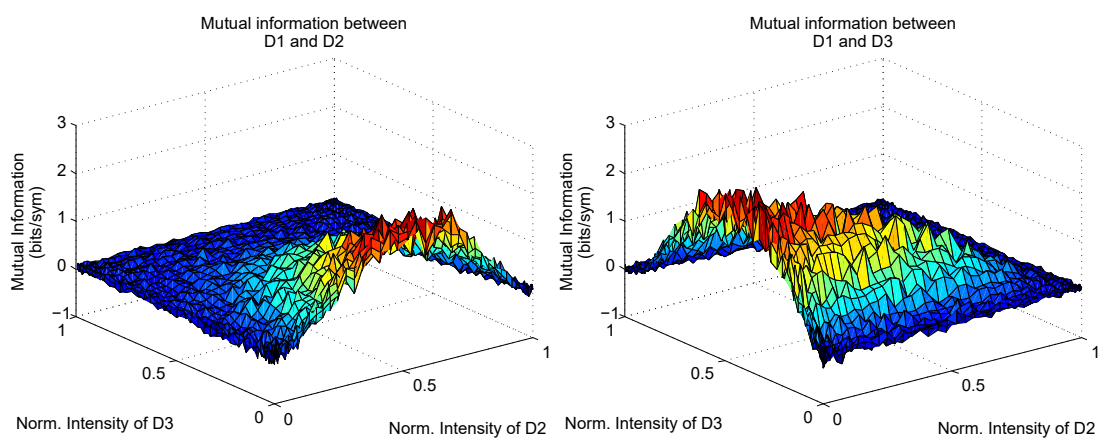 Mutual information between
D1 and D2
3
2
1
0
−1
Mutual Information
(bits/sym)
1
0.5
0
Norm. Intensity of D3
0
0.5
1
Norm. Intensity of D2
Mutual information between
D1 and D3
3
2
1
0
−1
Mutual Information
(bits/sym)
1
0.5
0
Norm. Intensity of D3
0
0.5
1
Norm. Intensity of D2